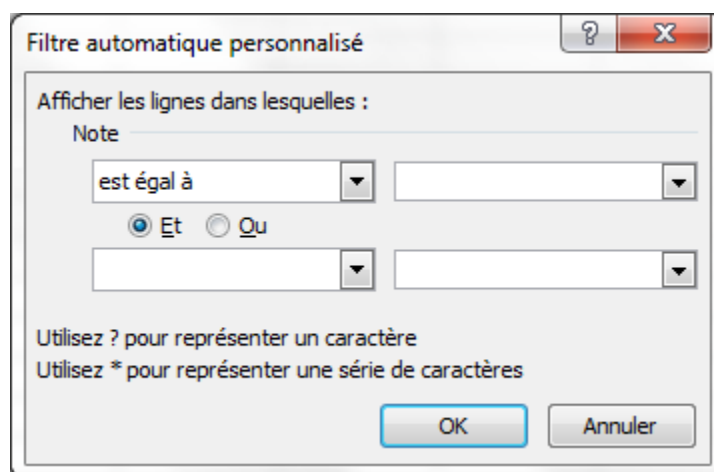 Filtre automatique personnalisé
?
Afficher les lignes dans lesquelles :
Note
est égal à
Et Ou
Utilisez ? pour représenter un caractère
Utilisez * pour représenter une série de caractères
OK Annuler